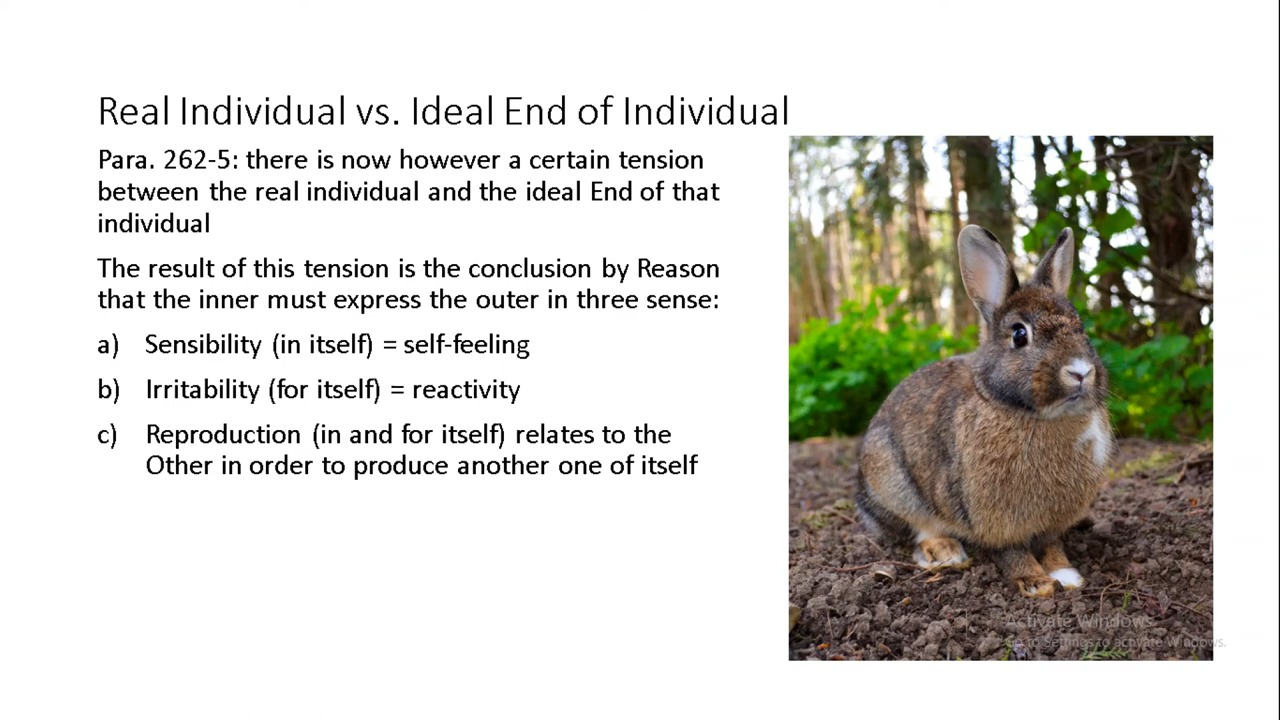 Real Individual vs. Ideal End of Individual
Para. 262-5: there is now however a certain tension
between the real individual and the ideal End of that
individual
The result of this tension is the conclusion by Reason
that the inner must express the outer in three sense:
a) Sensibility (in itself) = self-feeling
b) Irritability (for itself) = reactivity
c) Reproduction (in and for itself) relates to the
Other in order to produce another one of itself
Activate Windows
Go to Settings to activate Windows.